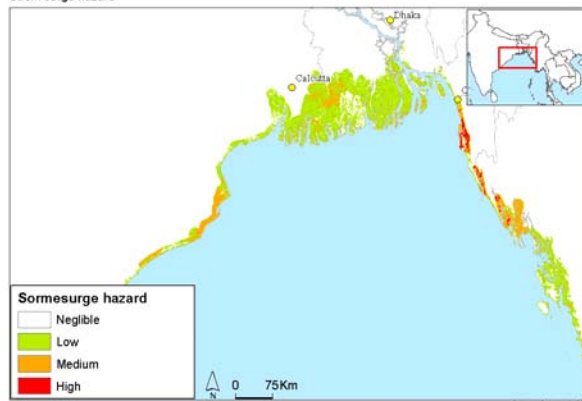 Dhaka
Calcutta
Sormesurge hazard
Neglible
Low
Medium
High
N
0 75Km